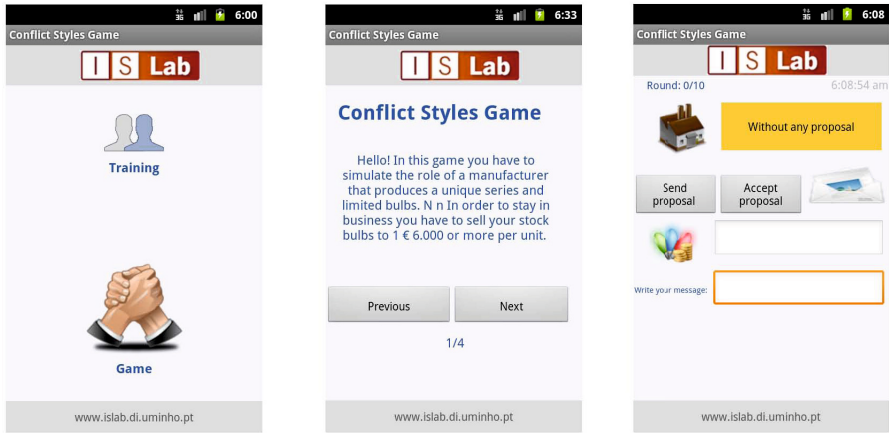 3G 6:00
Conflict Styles Game
I S Lab
Training
Game
www.islab.di.uminho.pt
3G 6:33
Conflict Styles Game
I S Lab
Conflict Styles Game
Hello! In this game you have to
simulate the role of a manufacturer
that produces a unique series and
limited bulbs. N n In order to stay in
business you have to sell your stock
bulbs to 1 € 6.000 or more per unit.
Previous Next
1/4
www.islab.di.uminho.pt
3G 6:08
Conflict Styles Game
I S Lab
Round: 0/10 6:08:54 am
Without any proposal
Send
proposal
Accept
proposal
Write your message:
www.islab.di.uminho.pt